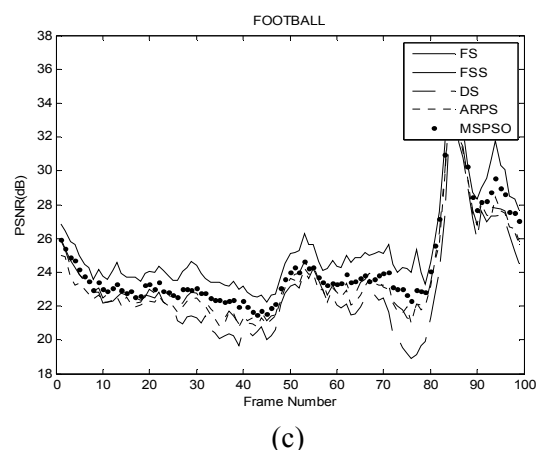 FOOTBALL
38
36
34
32
30
28
26
24
22
20
18
PSNR(dB)
FS
FSS
DS
ARPS
MSPSO
0 10 20 30 40 50 60 70 80 90 100
Frame Number
(c)